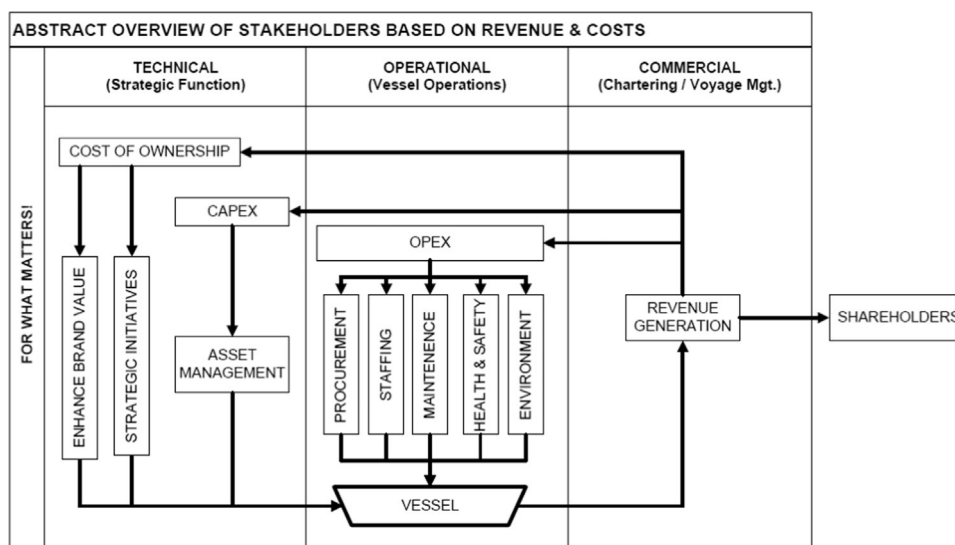 ABSTRACT OVERVIEW OF STAKEHOLDERS BASED ON REVENUE & COSTS
FOR WHAT MATTERS!
TECHNICAL
(Strategic Function)
OPERATIONAL
(Vessel Operations)
COMMERCIAL
(Chartering / Voyage Mgt.)
COST OF OWNERSHIP
CAPEX
OPEX
ENHANCE BRAND VALUE
STRATEGIC INITIATIVES
ASSET
MANAGEMENT
PROCUREMENT
STAFFING
MAINTENENCE
HEALTH & SAFETY
ENVIRONMENT
REVENUE
GENERATION
SHAREHOLDERS
VESSEL